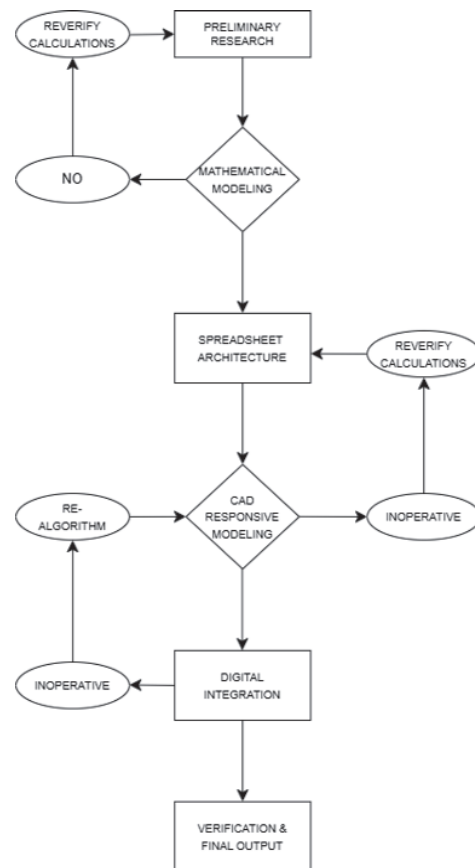 REVERIFY
CALCULATIONS
PRELIMINARY
RESEARCH
NO
MATHEMATICAL
MODELING
SPREADSHEET
ARCHITECTURE
REVERIFY
CALCULATIONS
RE-
ALGORITHM
CAD
RESPONSIVE
MODELING
INOPERATIVE
INOPERATIVE
DIGITAL
INTEGRATION
VERIFICATION &
FINAL OUTPUT